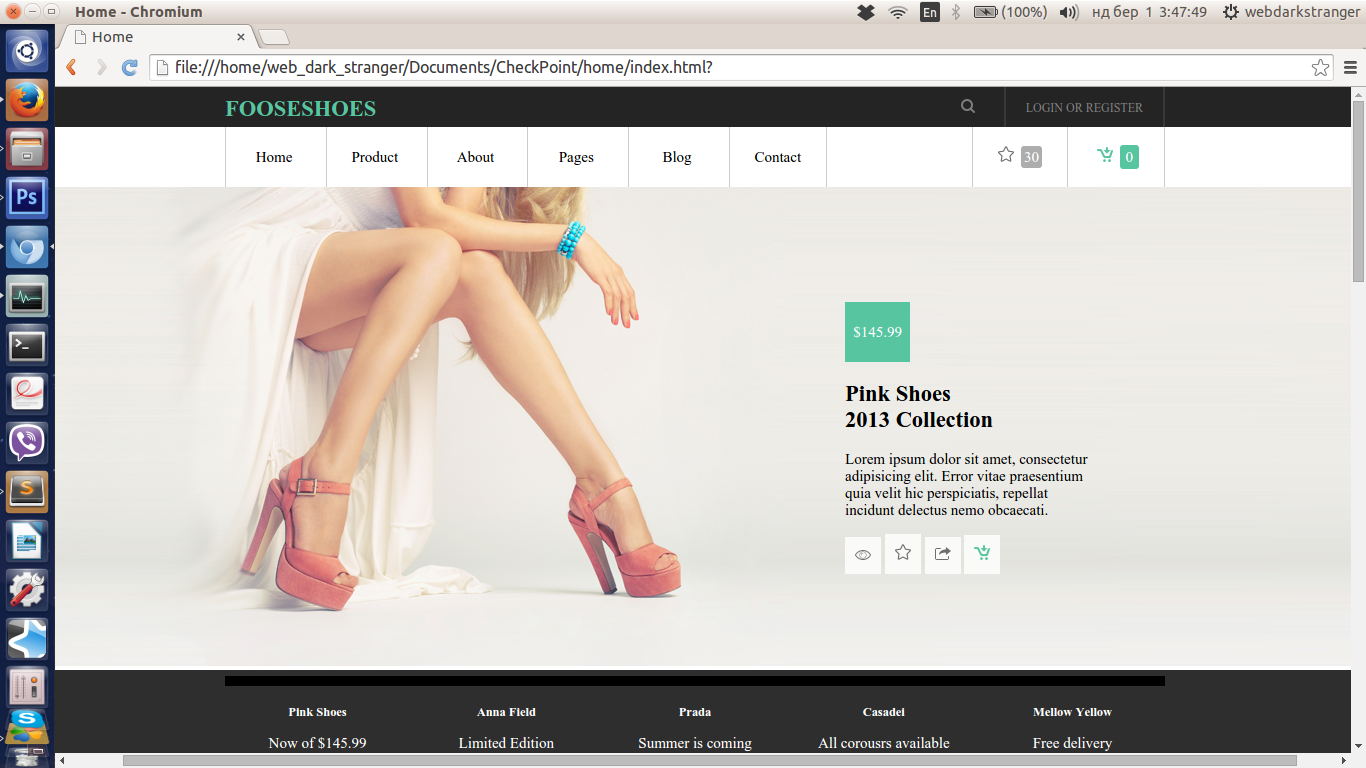 Home - Chromium
En
(100%)
нд бер 1 3:47:49
webdarkstranger
Home
file:///home/web_dark_stranger/Documents/CheckPoint/home/index.html?
FOOSESHOES
LOGIN OR REGISTER
Home
Product
About
Pages
Blog
Contact
30
0
Ps
S
$145.99
Pink Shoes
2013 Collection
Lorem ipsum dolor sit amet, consectetur
adipisicing elit. Error vitae praesentium
quia velit hic perspiciatis, repellat
incidunt delectus nemo obcaecati.
Pink Shoes
Anna Field
Prada
Casadei
Mellow Yellow
Now of $145.99
Limited Edition
Summer is coming
All corousrs available
Free delivery